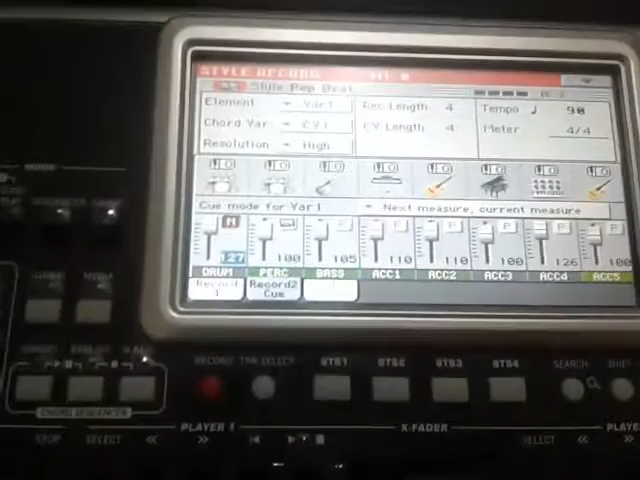 STYLE RECORD
Style Pop Beat
Element Var1 Rec Length 4 Tempo 90
Chord Var CV1 CV Length 4 Meter 4/4
Resolution High
Cue mode for Var1 Next measure, current measure
M
127 100 105 110 110 100 126 100
DRUM PERC BASS ACC1 ACC2 ACC3 ACC4 ACC5
Record 1 Record2 Cue
MODE
MEDIA
RECORD TRK SELECT STS1 STS2 STS3 STS4 SEARCH SHIFT
CHORD SEQUENCER
PLAYER 1 X-FADER PLAYE
STOP SELECT SELECT